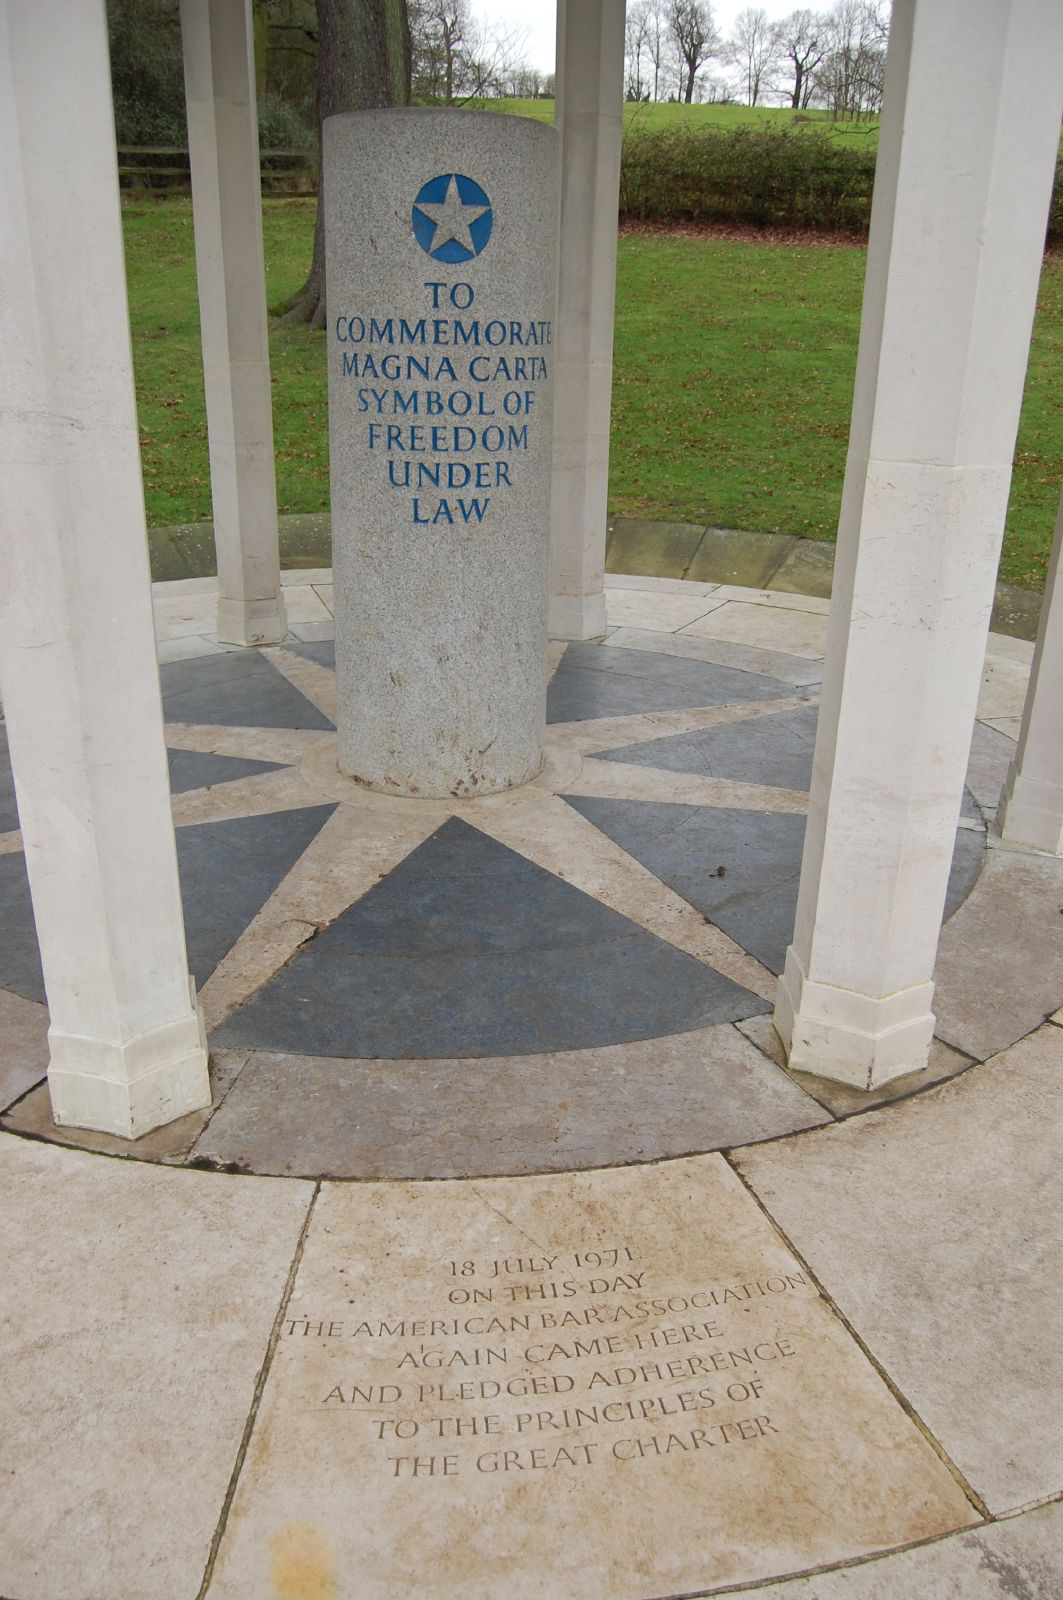 TO
COMMEMORATE
MAGNA CARTA
SYMBOL OF
FREEDOM
UNDER
LAW
18 JULY 1971
ON THIS DAY
THE AMERICAN BAR ASSOCIATION
AGAIN CAME HERE
AND PLEDGED ADHERENCE
TO THE PRINCIPLES OF
THE GREAT CHARTER